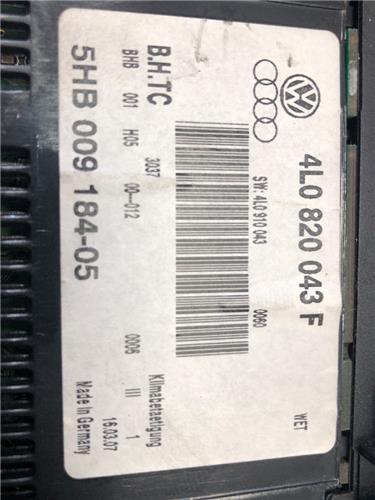 4L0 820 043 F
WET
SW: 4L0 910 043
0060
B.H.TC
3037
0006
Klimabetaetigung
BHB 001 H05 00-012
III 1
5HB 009 184-05
16.03.07
Made in Germany